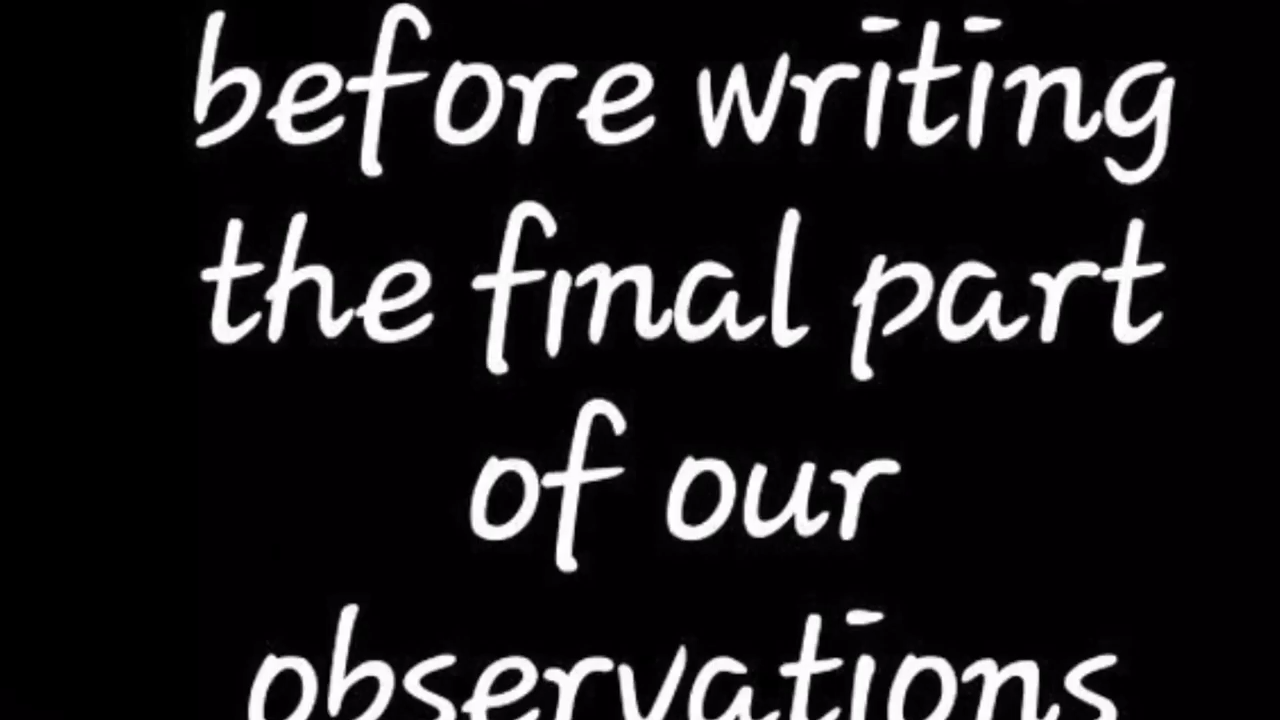 before writing
the final part
of our
observations